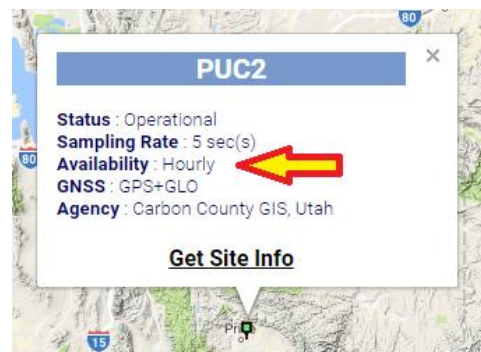 80
PUC2
×
Status : Operational
Sampling Rate : 5 sec(s)
80
Availability : Hourly
GNSS : GPS+GLO
Agency : Carbon County GIS, Utah
Get Site Info
15